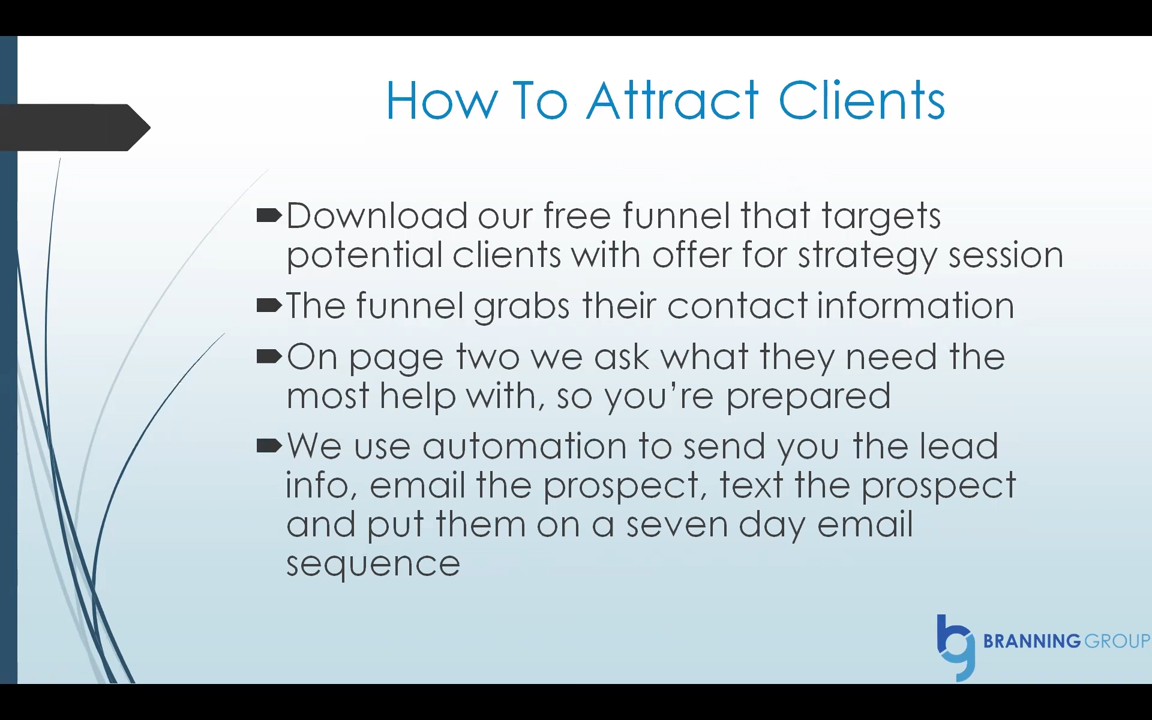 How To Attract Clients
Download our free funnel that targets
potential clients with offer for strategy session
The funnel grabs their contact information
On page two we ask what they need the
most help with, so you're prepared
We use automation to send you the lead
info, email the prospect, text the prospect
and put them on a seven day email
sequence
bg BRANNING GROUP